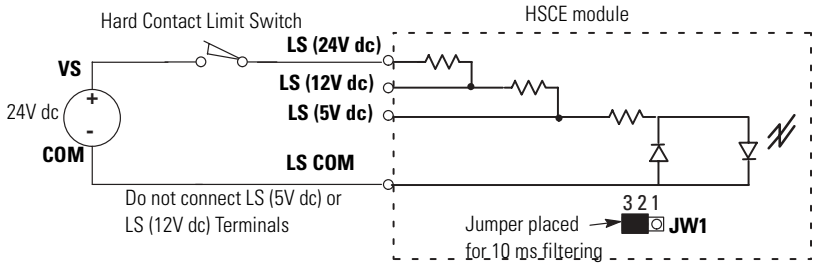 HSCE module
Hard Contact Limit Switch
LS (24V dc)
VS
LS (12V dc)
LS (5V dc)
24V dc
+
-
COM
LS COM
Do not connect LS (5V dc) or
LS (12V dc) Terminals
3 2 1
Jumper placed
JW1
for 10 ms filtering